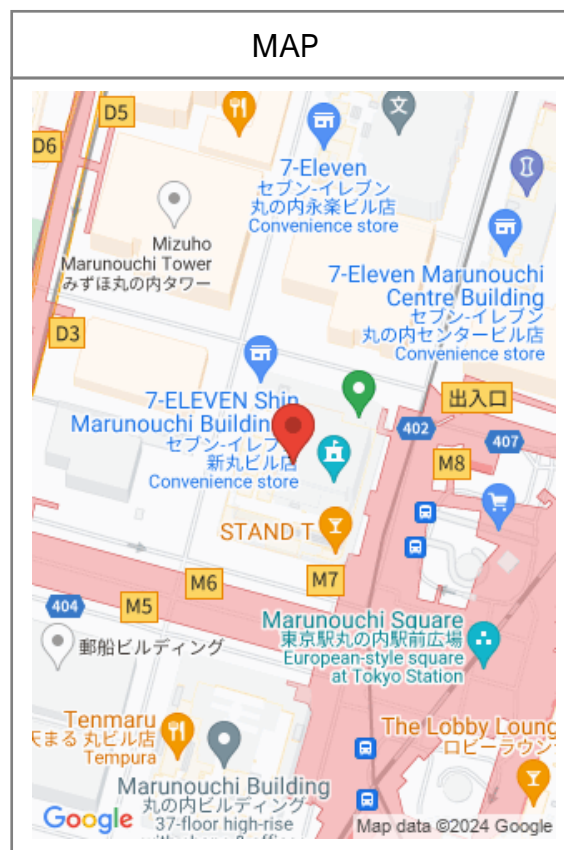 MAP
D5
D6
7-Eleven
セブン-イレブン
丸の内永楽ビル店
Convenience store
文
Mizuho
Marunouchi Tower
みずほ丸の内タワー
7-Eleven Marunouchi
Centre Building
セブン-イレブン
丸の内センタービル店
Convenience store
D3
7-ELEVEN Shin
Marunouchi Building
セブン-イレブン
新丸ビル店
Convenience store
出入口
402
407
M8
STAND T
M7
M6
M5
404
Marunouchi Square
東京駅丸の内駅前広場
European-style square
at Tokyo Station
郵船ビルディング
Tenmaru
天まる 丸ビル店
Tempura
The Lobby Loung
ロビーラウン
Marunouchi Building
丸の内ビルディング
37-floor high-rise
Google
Map data ©2024 Google